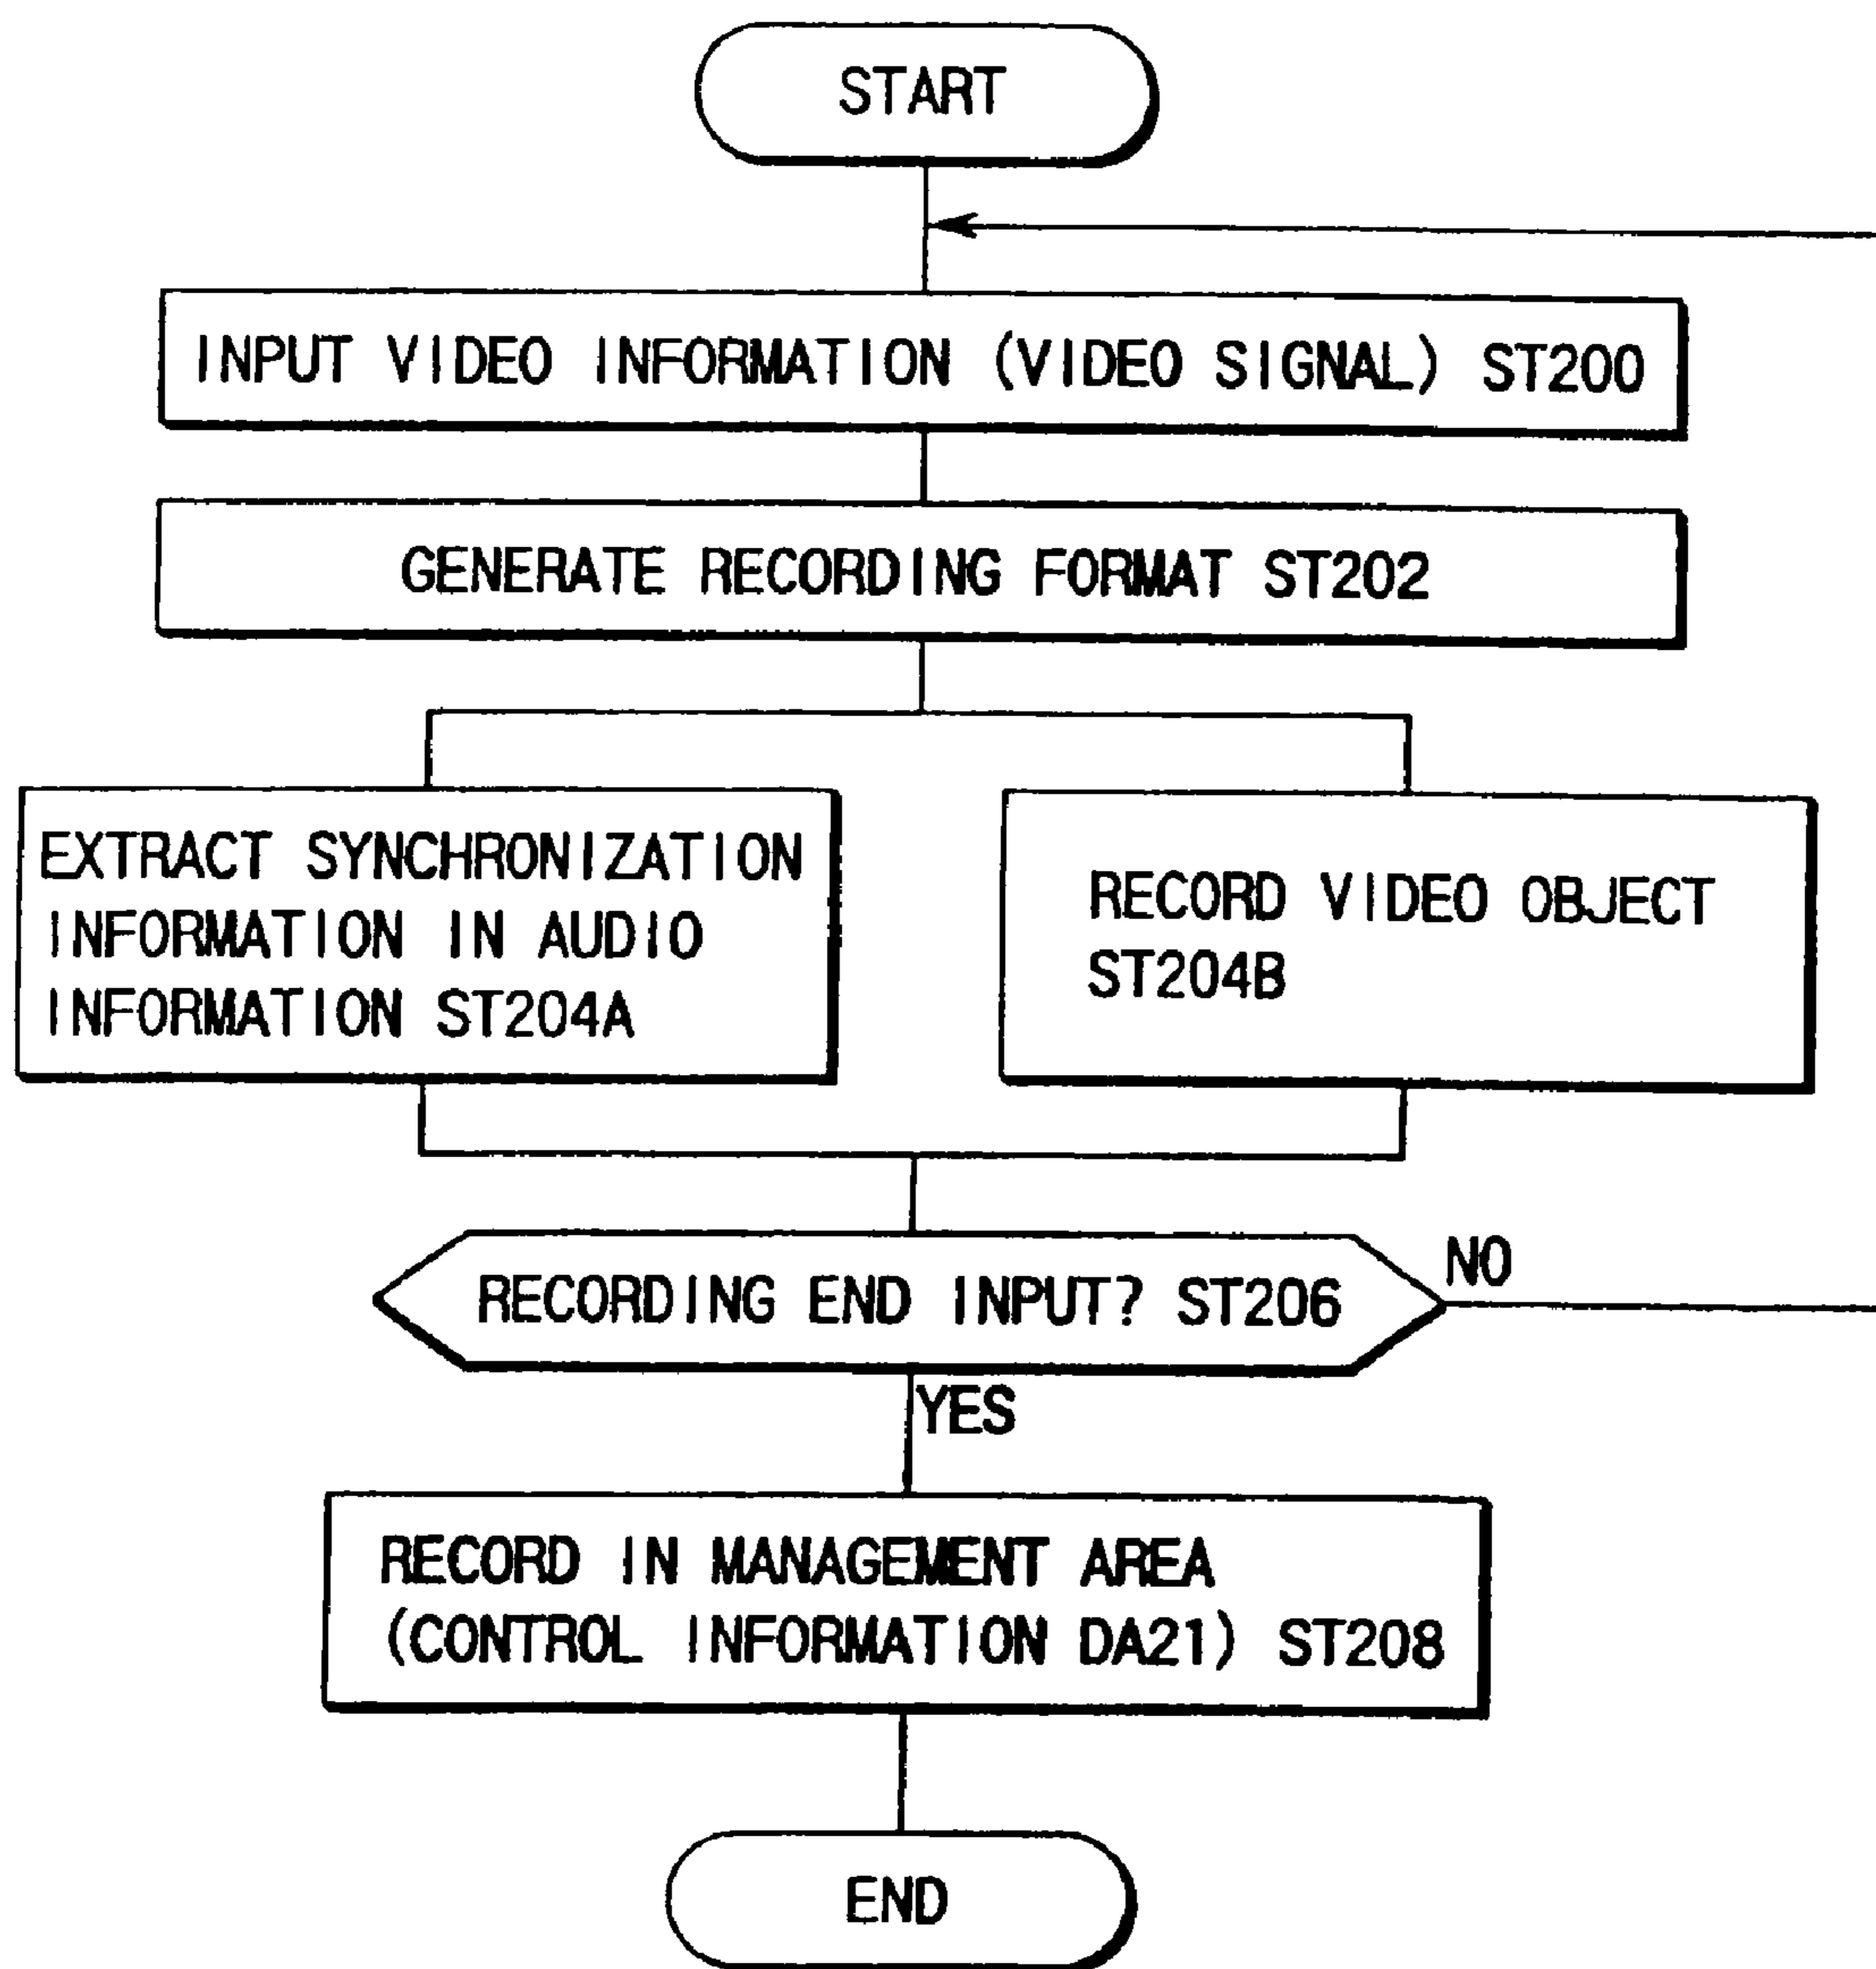 START
INPUT VIDEO INFORMATION (VIDEO SIGNAL) ST200
GENERATE RECORDING FORMAT ST202
EXTRACT SYNCHRONIZATION
INFORMATION IN AUDIO
INFORMATION ST204A
RECORD VIDEO OBJECT
ST204B
RECORDING END INPUT? ST206
NO
YES
RECORD IN MANAGEMENT AREA
(CONTROL INFORMATION DA21) ST208
END